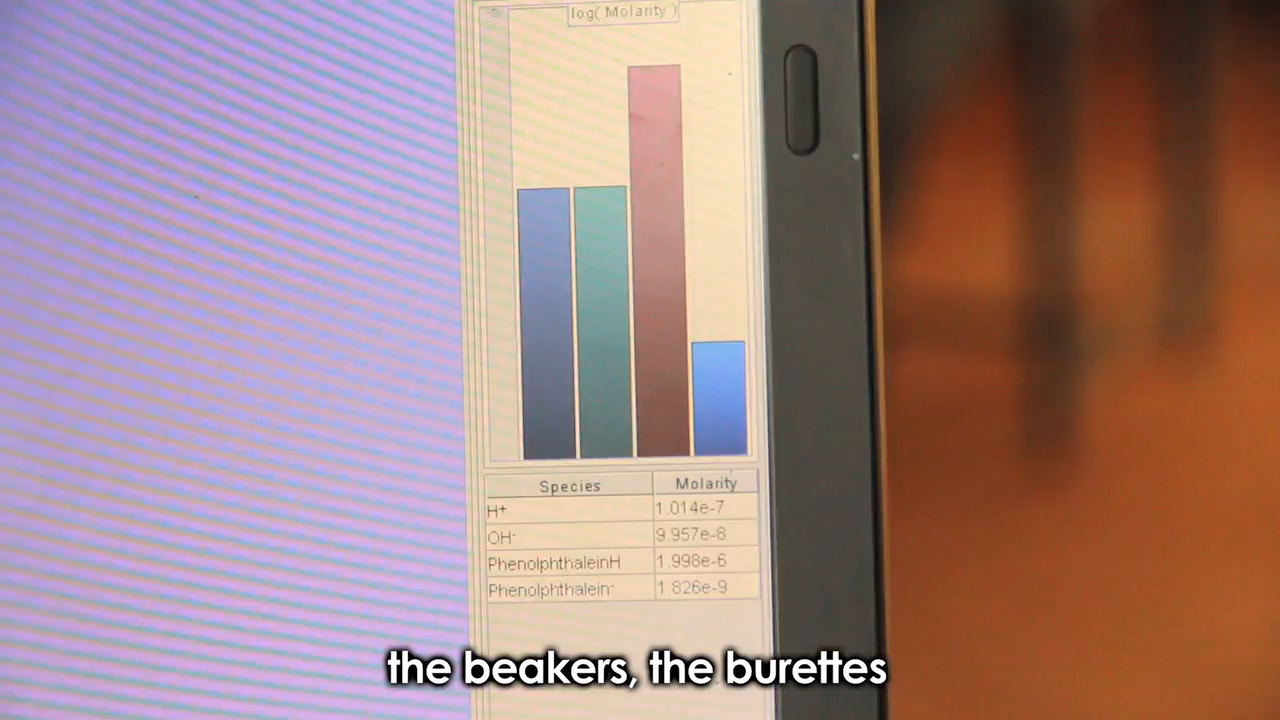 log( Molarity )
Species Molarity
H+ 1.014e-7
OH- 9.957e-8
PhenolphthaleinH 1.998e-6
Phenolphthalein- 1.826e-9
the beakers, the burettes